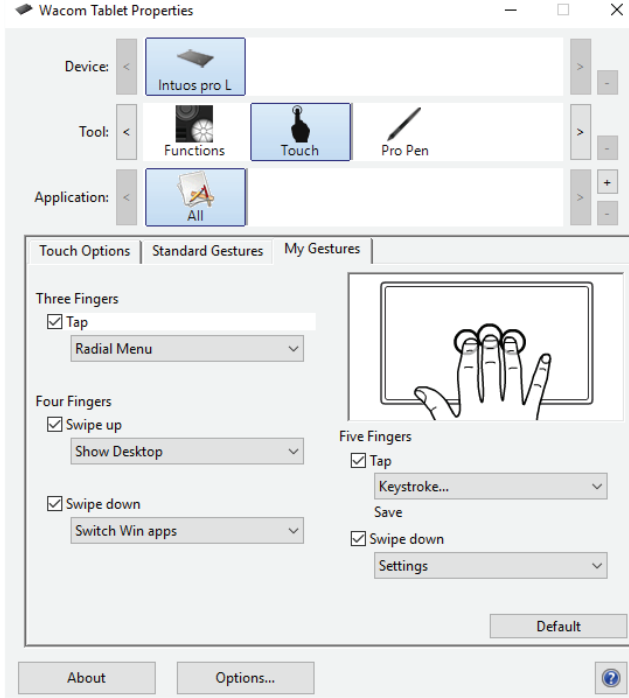 Wacom Tablet Properties
Device:
<
Intuos pro L
>
-
Tool:
<
Functions
Touch
Pro Pen
>
-
Application:
<
All
>
+
-
Touch Options
Standard Gestures
My Gestures
Three Fingers
Tap
Radial Menu
Four Fingers
Swipe up
Show Desktop
Swipe down
Switch Win apps
Five Fingers
Tap
Keystroke...
Save
Swipe down
Settings
Default
About
Options...
?